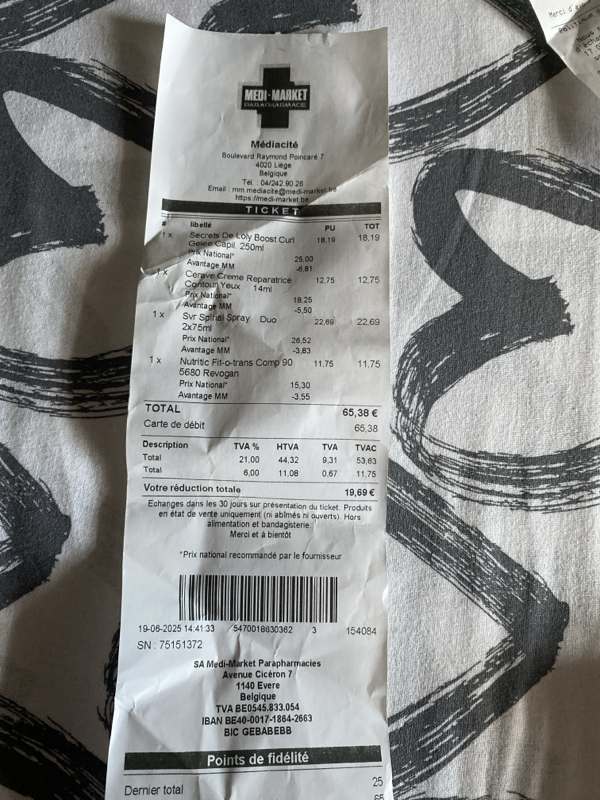 MEDI-MARKET
PARAPHARMACIE
Médiacité
Boulevard Raymond Poincaré 7
4020 Liège
Belgique
Tél. : 04/242.90.26
Email : mm.mediacite@medi-market.be
https://medi-market.be
TICKET
# libellé PU TOT
1 x Secrets De Loly Boost Curl 18,19 18,19
Gelée Capil. 250ml
Prix National* 25,00
Avantage MM -6,81
1 x Cerave Creme Reparatrice 12,75 12,75
Contour Yeux 14ml
Prix National* 18,25
Avantage MM -5,50
1 x Svr Spirial Spray Duo 22,69 22,69
2x75ml
Prix National* 26,52
Avantage MM -3,83
1 x Nutritic Fit-o-trans Comp 90 11,75 11,75
5680 Revogan
Prix National* 15,30
Avantage MM -3,55
TOTAL 65,38 €
Carte de débit 65,38
Description TVA % HTVA TVA TVAC
Total 21,00 44,32 9,31 53,63
Total 6,00 11,08 0,67 11,75
Votre réduction totale 19,69 €
Echanges dans les 30 jours sur présentation du ticket. Produits
en état de vente uniquement (ni abîmés ni ouverts). Hors
alimentation et bandagisterie.
Merci et à bientôt
*Prix national recommandé par le fournisseur
19-06-2025 14:41:33 5470018630362 3 154084
SN : 75151372
SA Medi-Market Parapharmacies
Avenue Cicéron 7
1140 Evere
Belgique
TVA BE0545.833.054
IBAN BE40-0017-1864-2663
BIC GEBABEBB
Points de fidélité
Dernier total 25
65